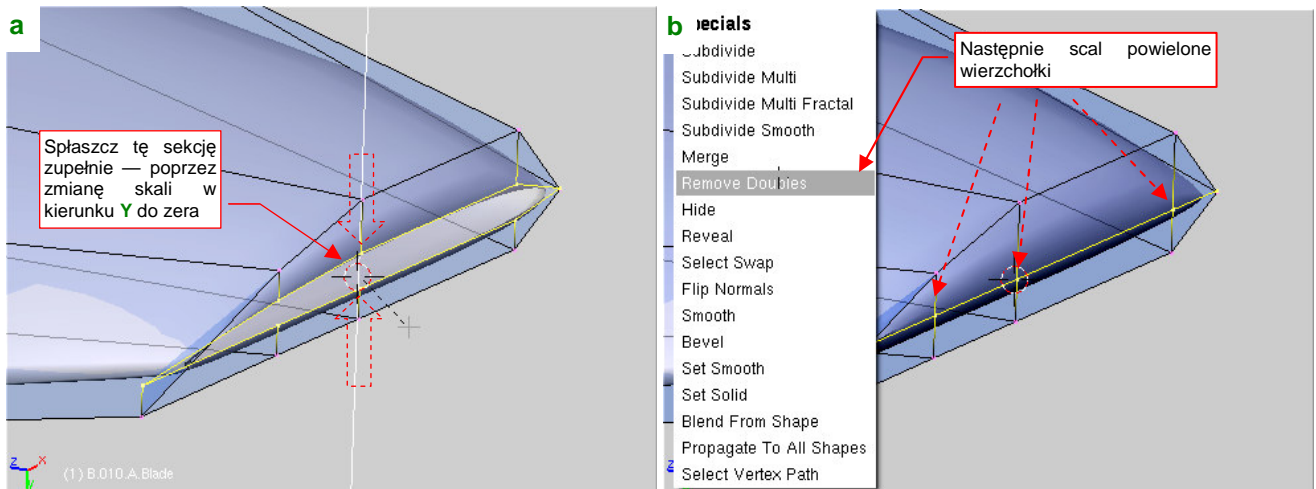 a
Spłaszcz tę sekcję
zupełnie — poprzez
zmianę skali w
kierunku Y do zera
z x
y
(1) B.010.A.Blade
b
ecials
Subdivide
Subdivide Multi
Subdivide Multi Fractal
Subdivide Smooth
Merge
Remove Doubles
Hide
Reveal
Select Swap
Flip Normals
Smooth
Bevel
Set Smooth
Set Solid
Blend From Shape
Propagate To All Shapes
Select Vertex Path
Następnie scal powielone
wierzchołki
z